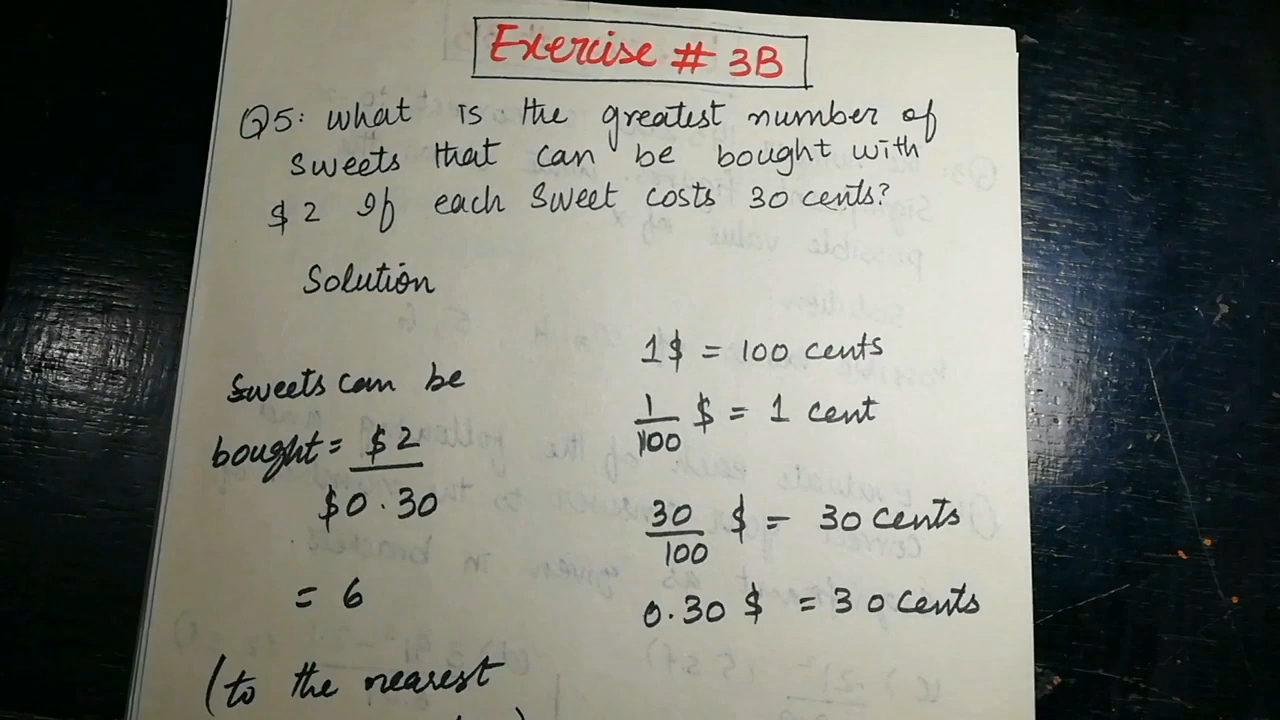 Exercise # 3B
Q5: what is the greatest number of
sweets that can be bought with
$2 If each sweet costs 30 cents?
Solution
Sweets can be
bought = $2
$0.30
= 6
(to the nearest
1$ = 100 cents
1/100 $ = 1 cent
30/100 $ = 30 cents
0.30 $ = 30 cents